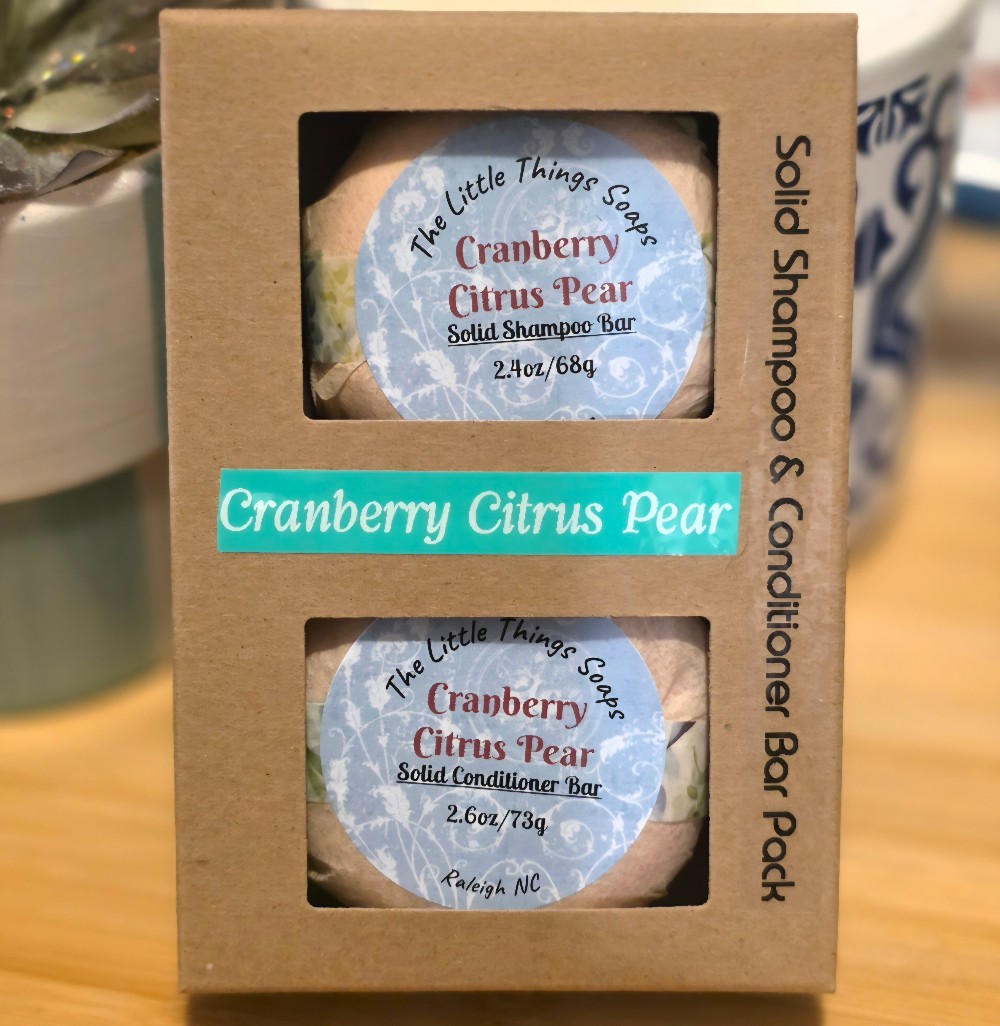 The Little Things Soaps
Cranberry
Citrus Pear
Solid Shampoo Bar
2.4oz/68g
Cranberry Citrus Pear
The Little Things Soaps
Cranberry
Citrus Pear
Solid Conditioner Bar
2.6oz/73g
Raleigh NC
Solid Shampoo & Conditioner Bar Pack